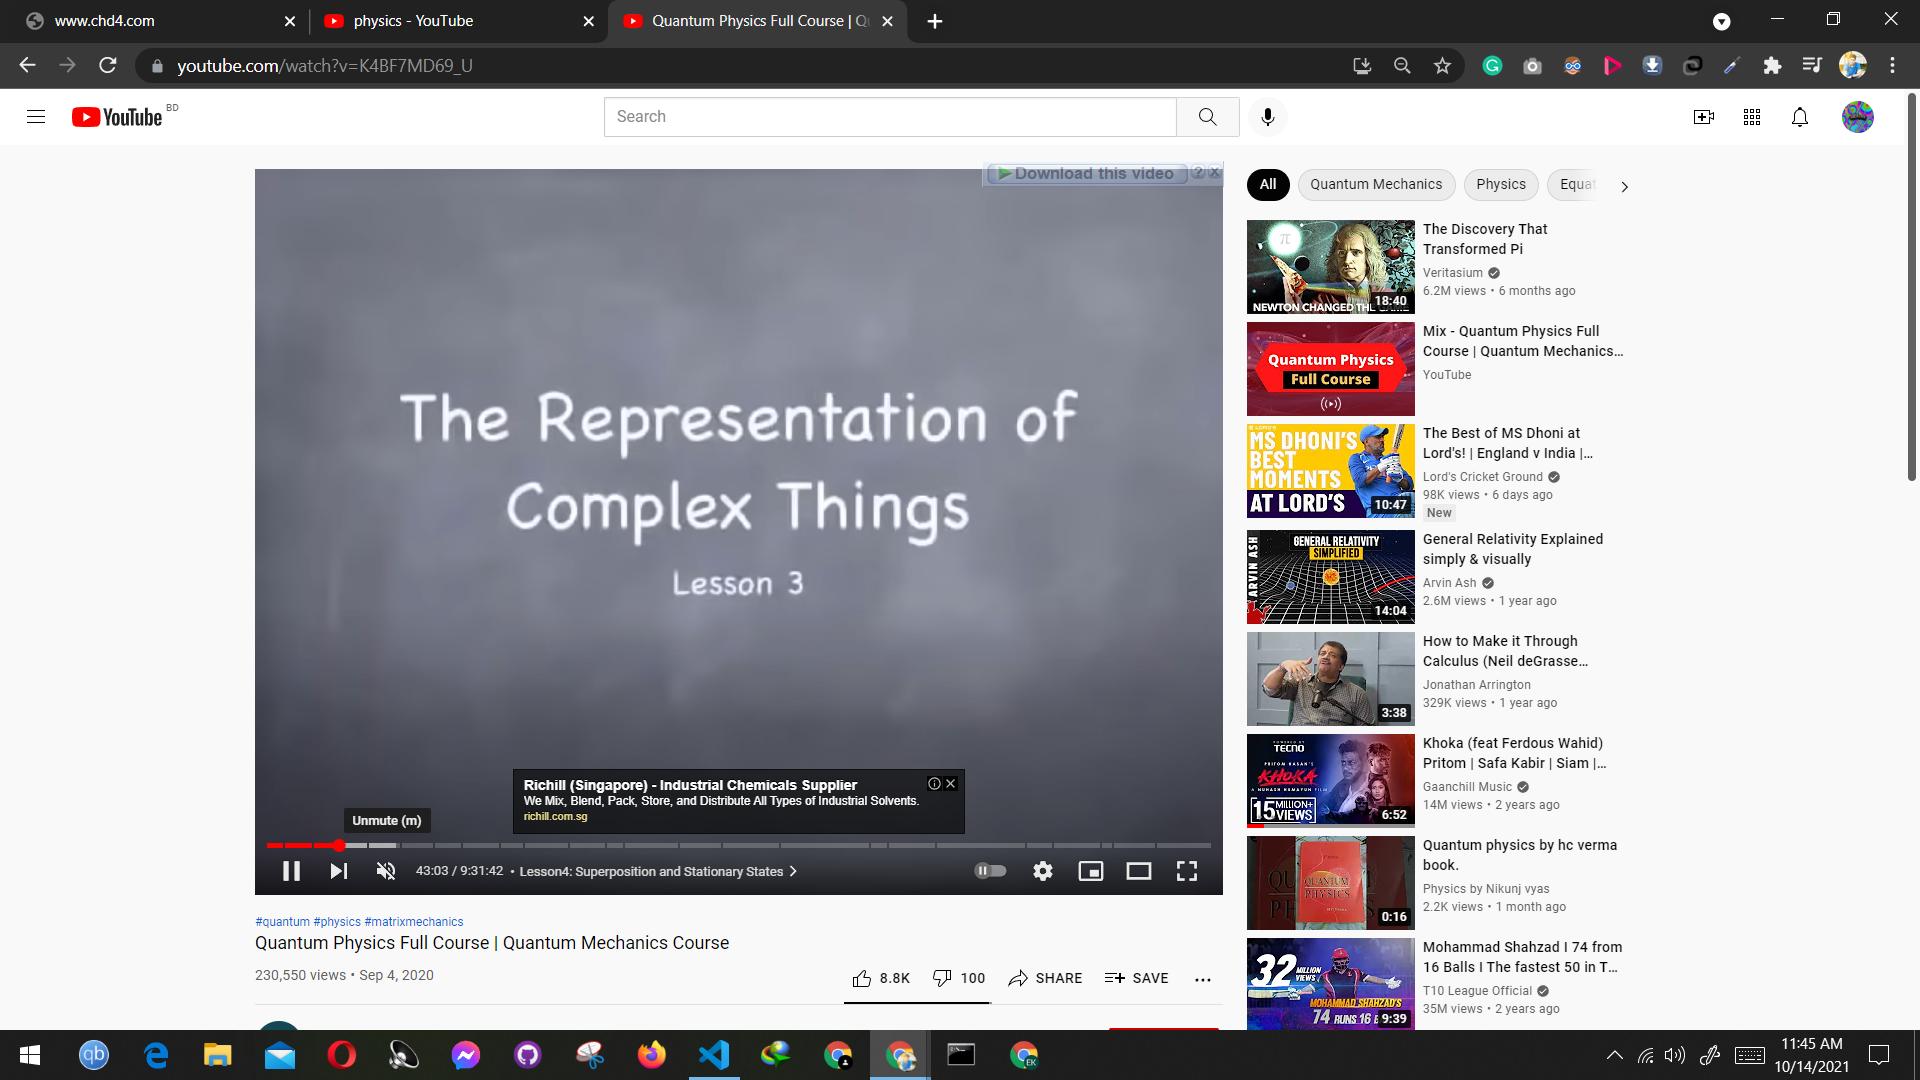 www.chd4.com
physics - YouTube
Quantum Physics Full Course |
youtube.com/watch?v=K4BF7MD69_U
YouTube BD
Search
Download this video
All
Quantum Mechanics
Physics
Equat
The Representation of
Complex Things
Lesson 3
Richill (Singapore) - Industrial Chemicals Supplier
We Mix, Blend, Pack, Store, and Distribute All Types of Industrial Solvents.
richill.com.sg
Unmute (m)
43:03 / 9:31:42 • Lesson4: Superposition and Stationary States
#quantum #physics #matrixmechanics
Quantum Physics Full Course | Quantum Mechanics Course
230,550 views • Sep 4, 2020
8.8K
100
SHARE
SAVE
NEWTON CHANGED THE GAME
18:40
The Discovery That
Transformed Pi
Veritasium
6.2M views • 6 months ago
Quantum Physics
Full Course
Mix - Quantum Physics Full
Course | Quantum Mechanics...
YouTube
MS DHONI'S
BEST
MOMENTS
AT LORD'S
10:47
The Best of MS Dhoni at
Lord's! | England v India |...
Lord's Cricket Ground
98K views • 6 days ago
New
GENERAL RELATIVITY
SIMPLIFIED
ARVIN ASH
14:04
General Relativity Explained
simply & visually
Arvin Ash
2.6M views • 1 year ago
3:38
How to Make it Through
Calculus (Neil deGrasse...
Jonathan Arrington
329K views • 1 year ago
TECNO
PRITOM HASAN'S
KHOKA
A NUHASH HUMAYUN FILM
15 MILLION+
VIEWS
6:52
Khoka (feat Ferdous Wahid)
Pritom | Safa Kabir | Siam |...
Gaanchill Music
14M views • 2 years ago
QUANTUM
PHYSICS
0:16
Quantum physics by hc verma
book.
Physics by Nikunj vyas
2.2K views • 1 month ago
32 MILLION
VIEWS
MOHAMMAD SHAHZAD'S
74 RUNS 16 B
9:39
Mohammad Shahzad I 74 from
16 Balls I The fastest 50 in T...
T10 League Official
35M views • 2 years ago
qb
EK
11:45 AM
10/14/2021